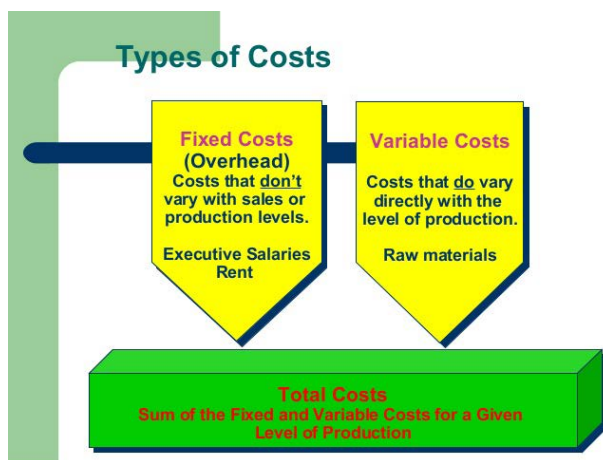 Types of Costs
Fixed Costs
(Overhead)
Costs that don't
vary with sales or
production levels.
Executive Salaries
Rent
Variable Costs
Costs that do vary
directly with the
level of production.
Raw materials
Total Costs
Sum of the Fixed and Variable Costs for a Given
Level of Production